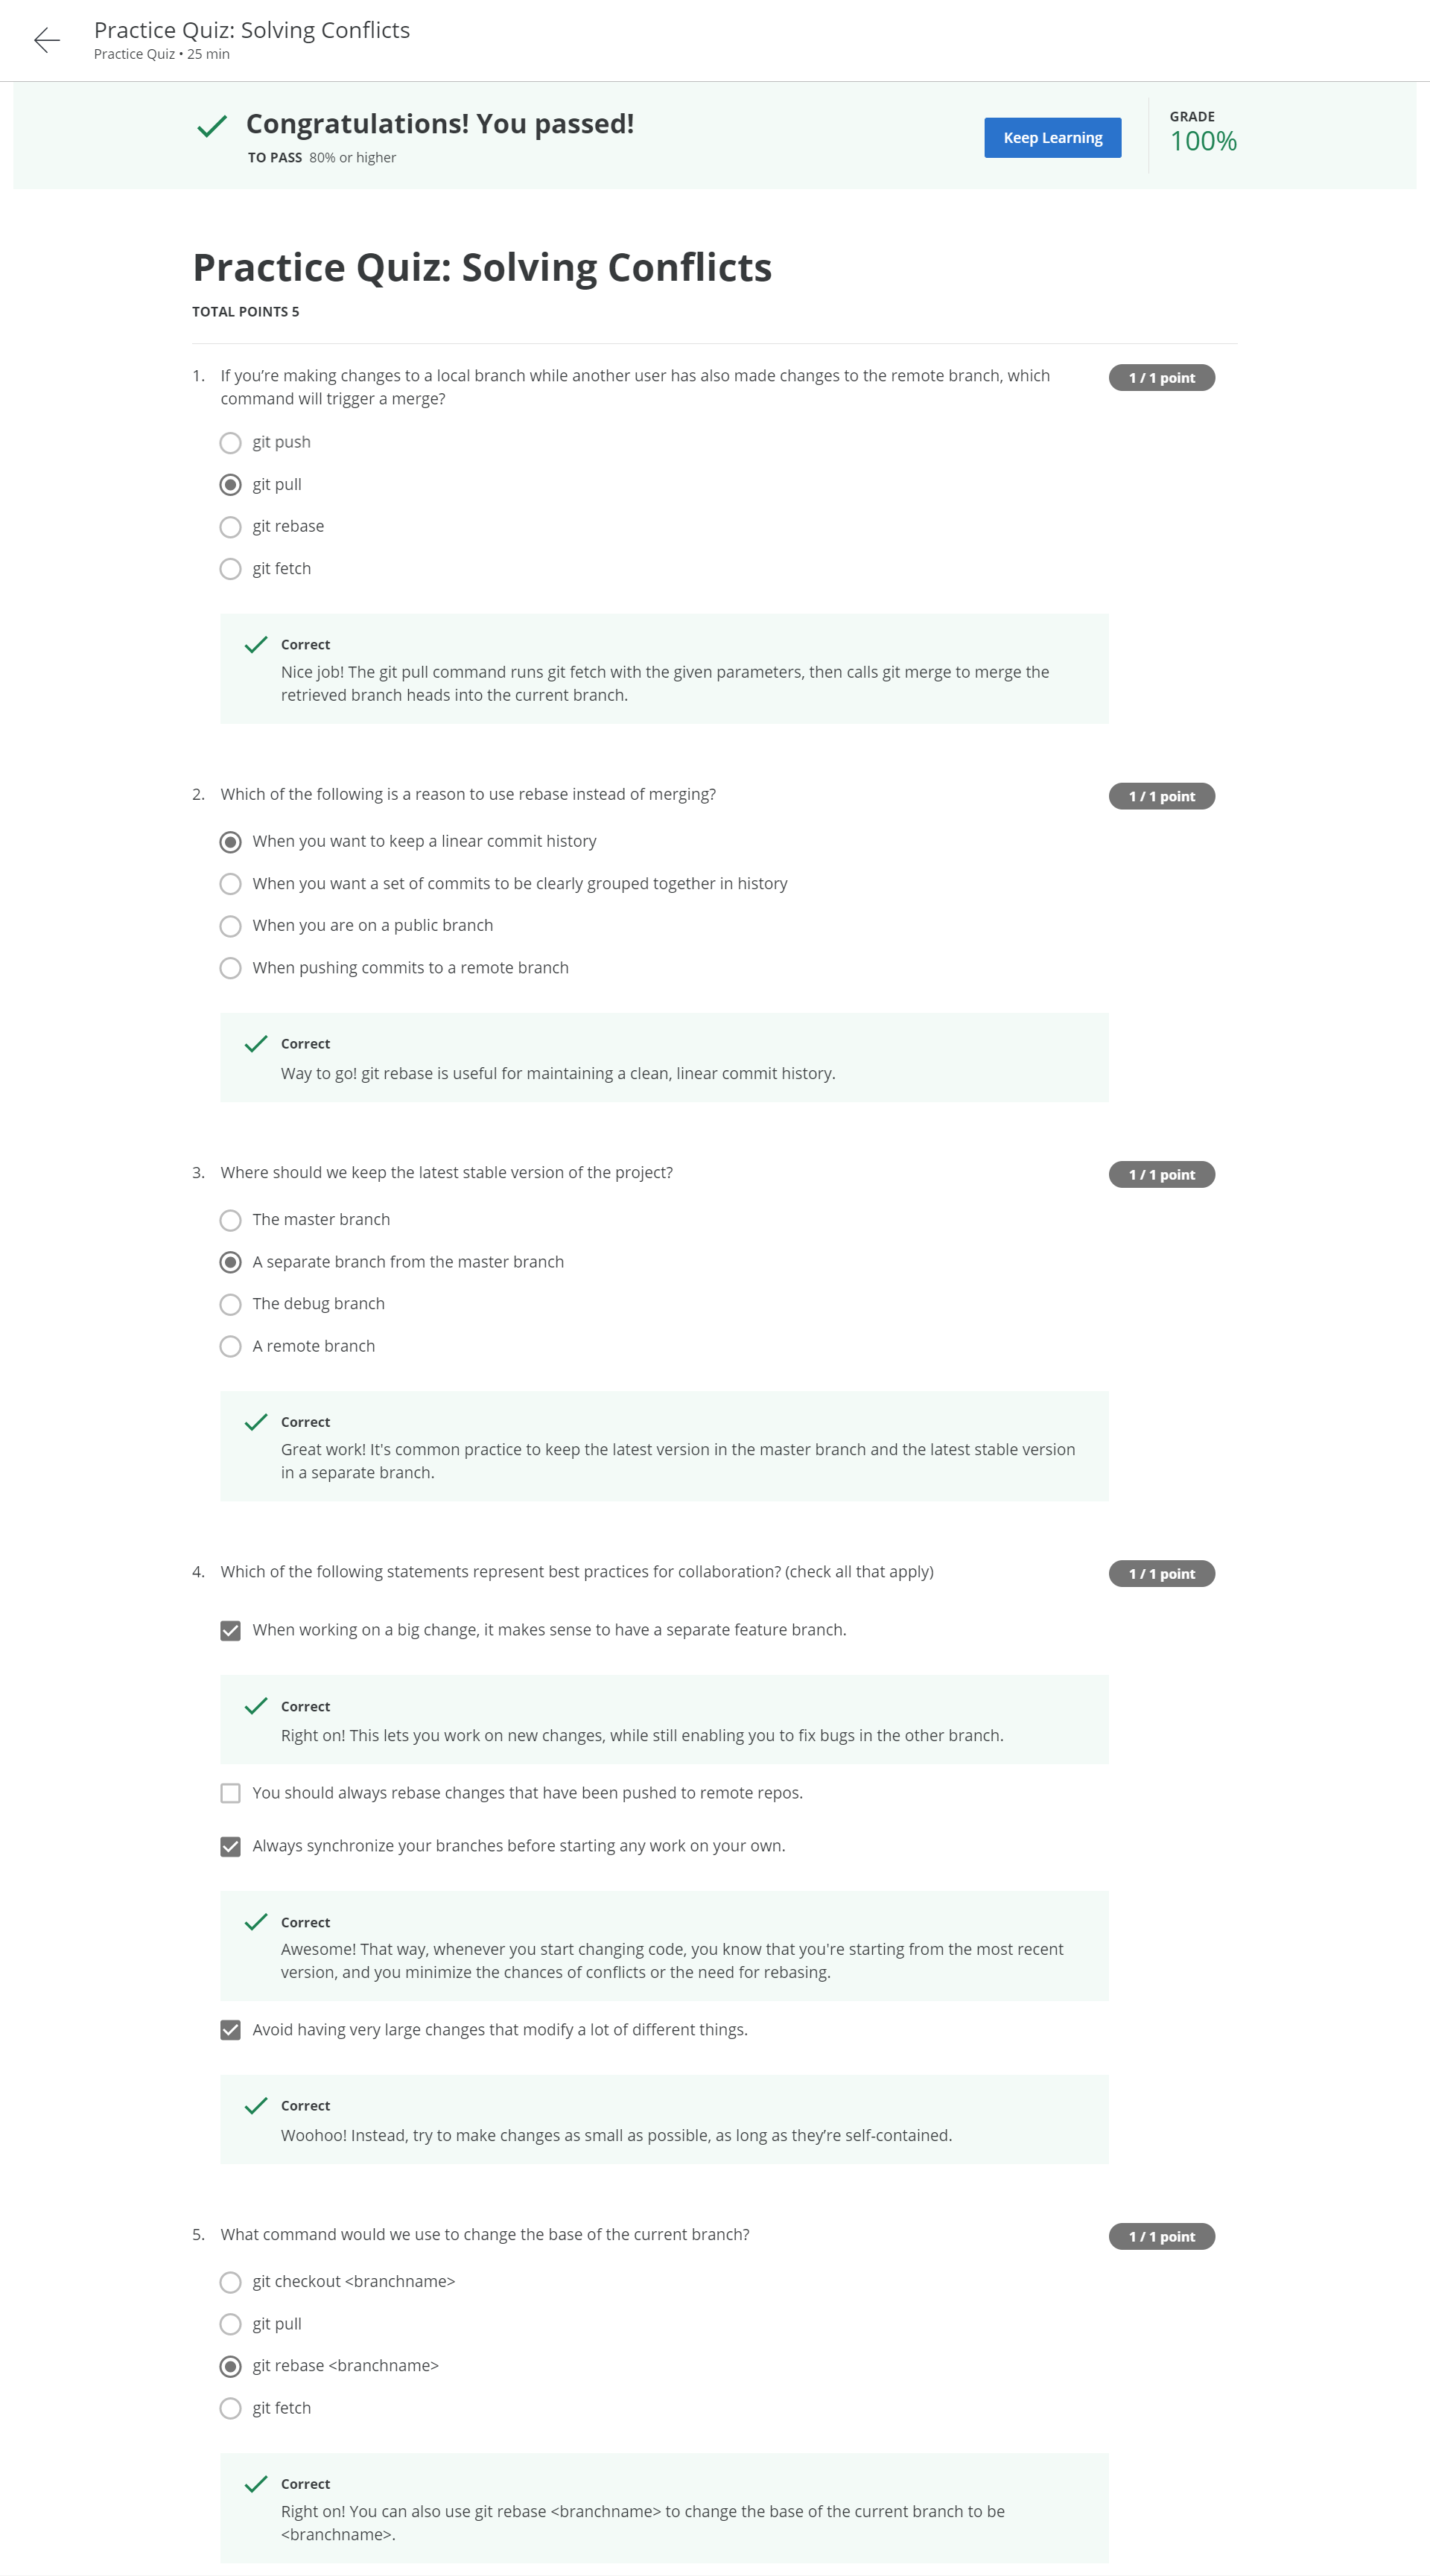 Practice Quiz: Solving Conflicts
Practice Quiz • 25 min
Congratulations! You passed!
TO PASS 80% or higher
Keep Learning
GRADE
100%
Practice Quiz: Solving Conflicts
TOTAL POINTS 5
1. If you’re making changes to a local branch while another user has also made changes to the remote branch, which
command will trigger a merge?
1 / 1 point
git push
git pull
git rebase
git fetch
Correct
Nice job! The git pull command runs git fetch with the given parameters, then calls git merge to merge the
retrieved branch heads into the current branch.
2. Which of the following is a reason to use rebase instead of merging?
1 / 1 point
When you want to keep a linear commit history
When you want a set of commits to be clearly grouped together in history
When you are on a public branch
When pushing commits to a remote branch
Correct
Way to go! git rebase is useful for maintaining a clean, linear commit history.
3. Where should we keep the latest stable version of the project?
1 / 1 point
The master branch
A separate branch from the master branch
The debug branch
A remote branch
Correct
Great work! It's common practice to keep the latest version in the master branch and the latest stable version
in a separate branch.
4. Which of the following statements represent best practices for collaboration? (check all that apply)
1 / 1 point
When working on a big change, it makes sense to have a separate feature branch.
Correct
Right on! This lets you work on new changes, while still enabling you to fix bugs in the other branch.
You should always rebase changes that have been pushed to remote repos.
Always synchronize your branches before starting any work on your own.
Correct
Awesome! That way, whenever you start changing code, you know that you're starting from the most recent
version, and you minimize the chances of conflicts or the need for rebasing.
Avoid having very large changes that modify a lot of different things.
Correct
Woohoo! Instead, try to make changes as small as possible, as long as they’re self-contained.
5. What command would we use to change the base of the current branch?
1 / 1 point
git checkout <branchname>
git pull
git rebase <branchname>
git fetch
Correct
Right on! You can also use git rebase <branchname> to change the base of the current branch to be
<branchname>.